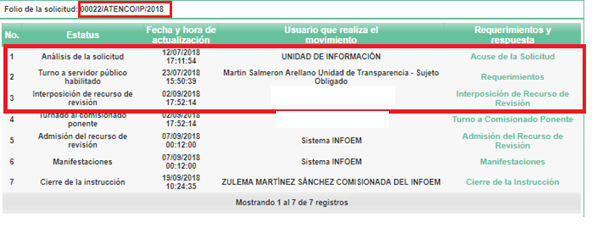 Folio de la solicitud: 00022/ATENCO/IP/2018
No. Estatus Fecha y hora de actualización Usuario que realiza el movimiento Requerimientos y respuesta
1 Análisis de la solicitud 12/07/2018 17:11:54 UNIDAD DE INFORMACIÓN Acuse de la Solicitud
2 Turno a servidor público habilitado 23/07/2018 15:50:39 Martin Salmeron Arellano Unidad de Transparencia - Sujeto Obligado Requerimientos
3 Interposición de recurso de revisión 02/09/2018 17:52:14 Interposición de Recurso de Revisión
4 Turnado al comisionado ponente 02/09/2018 17:52:14 Turno a Comisionado Ponente
5 Admisión del recurso de revisión 07/09/2018 00:12:00 Sistema INFOEM Admisión del Recurso de Revisión
6 Manifestaciones 07/09/2018 00:12:00 Sistema INFOEM Manifestaciones
7 Cierre de la instrucción 19/09/2018 10:24:35 ZULEMA MARTÍNEZ SÁNCHEZ COMISIONADA DEL INFOEM Cierre de la Instrucción
Mostrando 1 al 7 de 7 registros